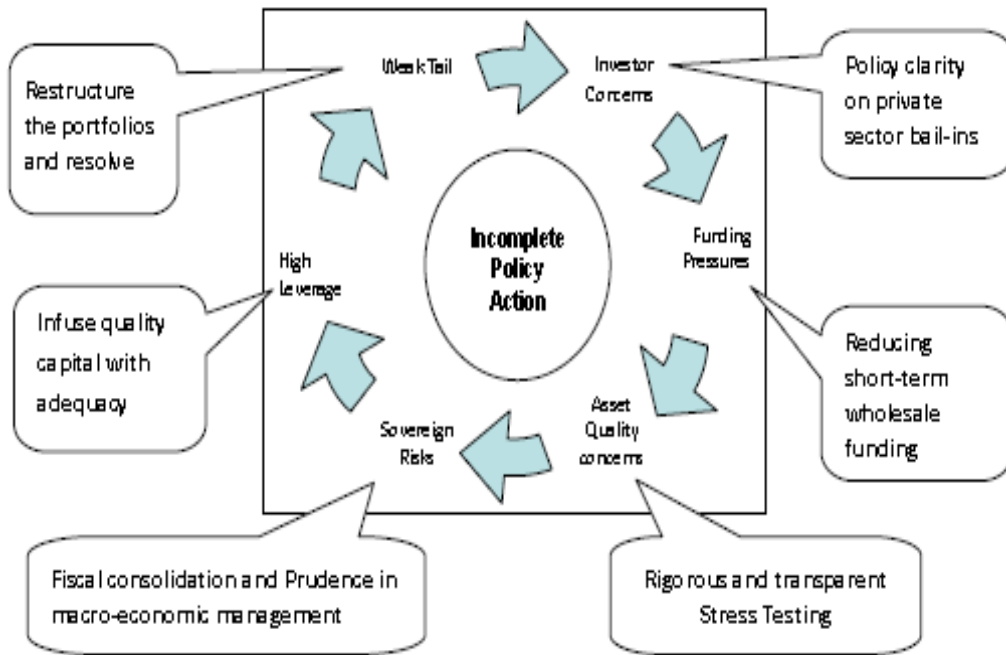 Weak Tail
Investor
Concerns
Restructure
the portfolios
and resolve
Policy clarity
on private
sector bail-ins
Incomplete
Policy
Action
Funding
Pressures
High
Leverage
Infuse quality
capital with
adequacy
Reducing
short-term
wholesale
funding
Asset
Quality
concerns
Sovereign
Risks
Fiscal consolidation and Prudence in
macro-economic management
Rigorous and transparent
Stress Testing